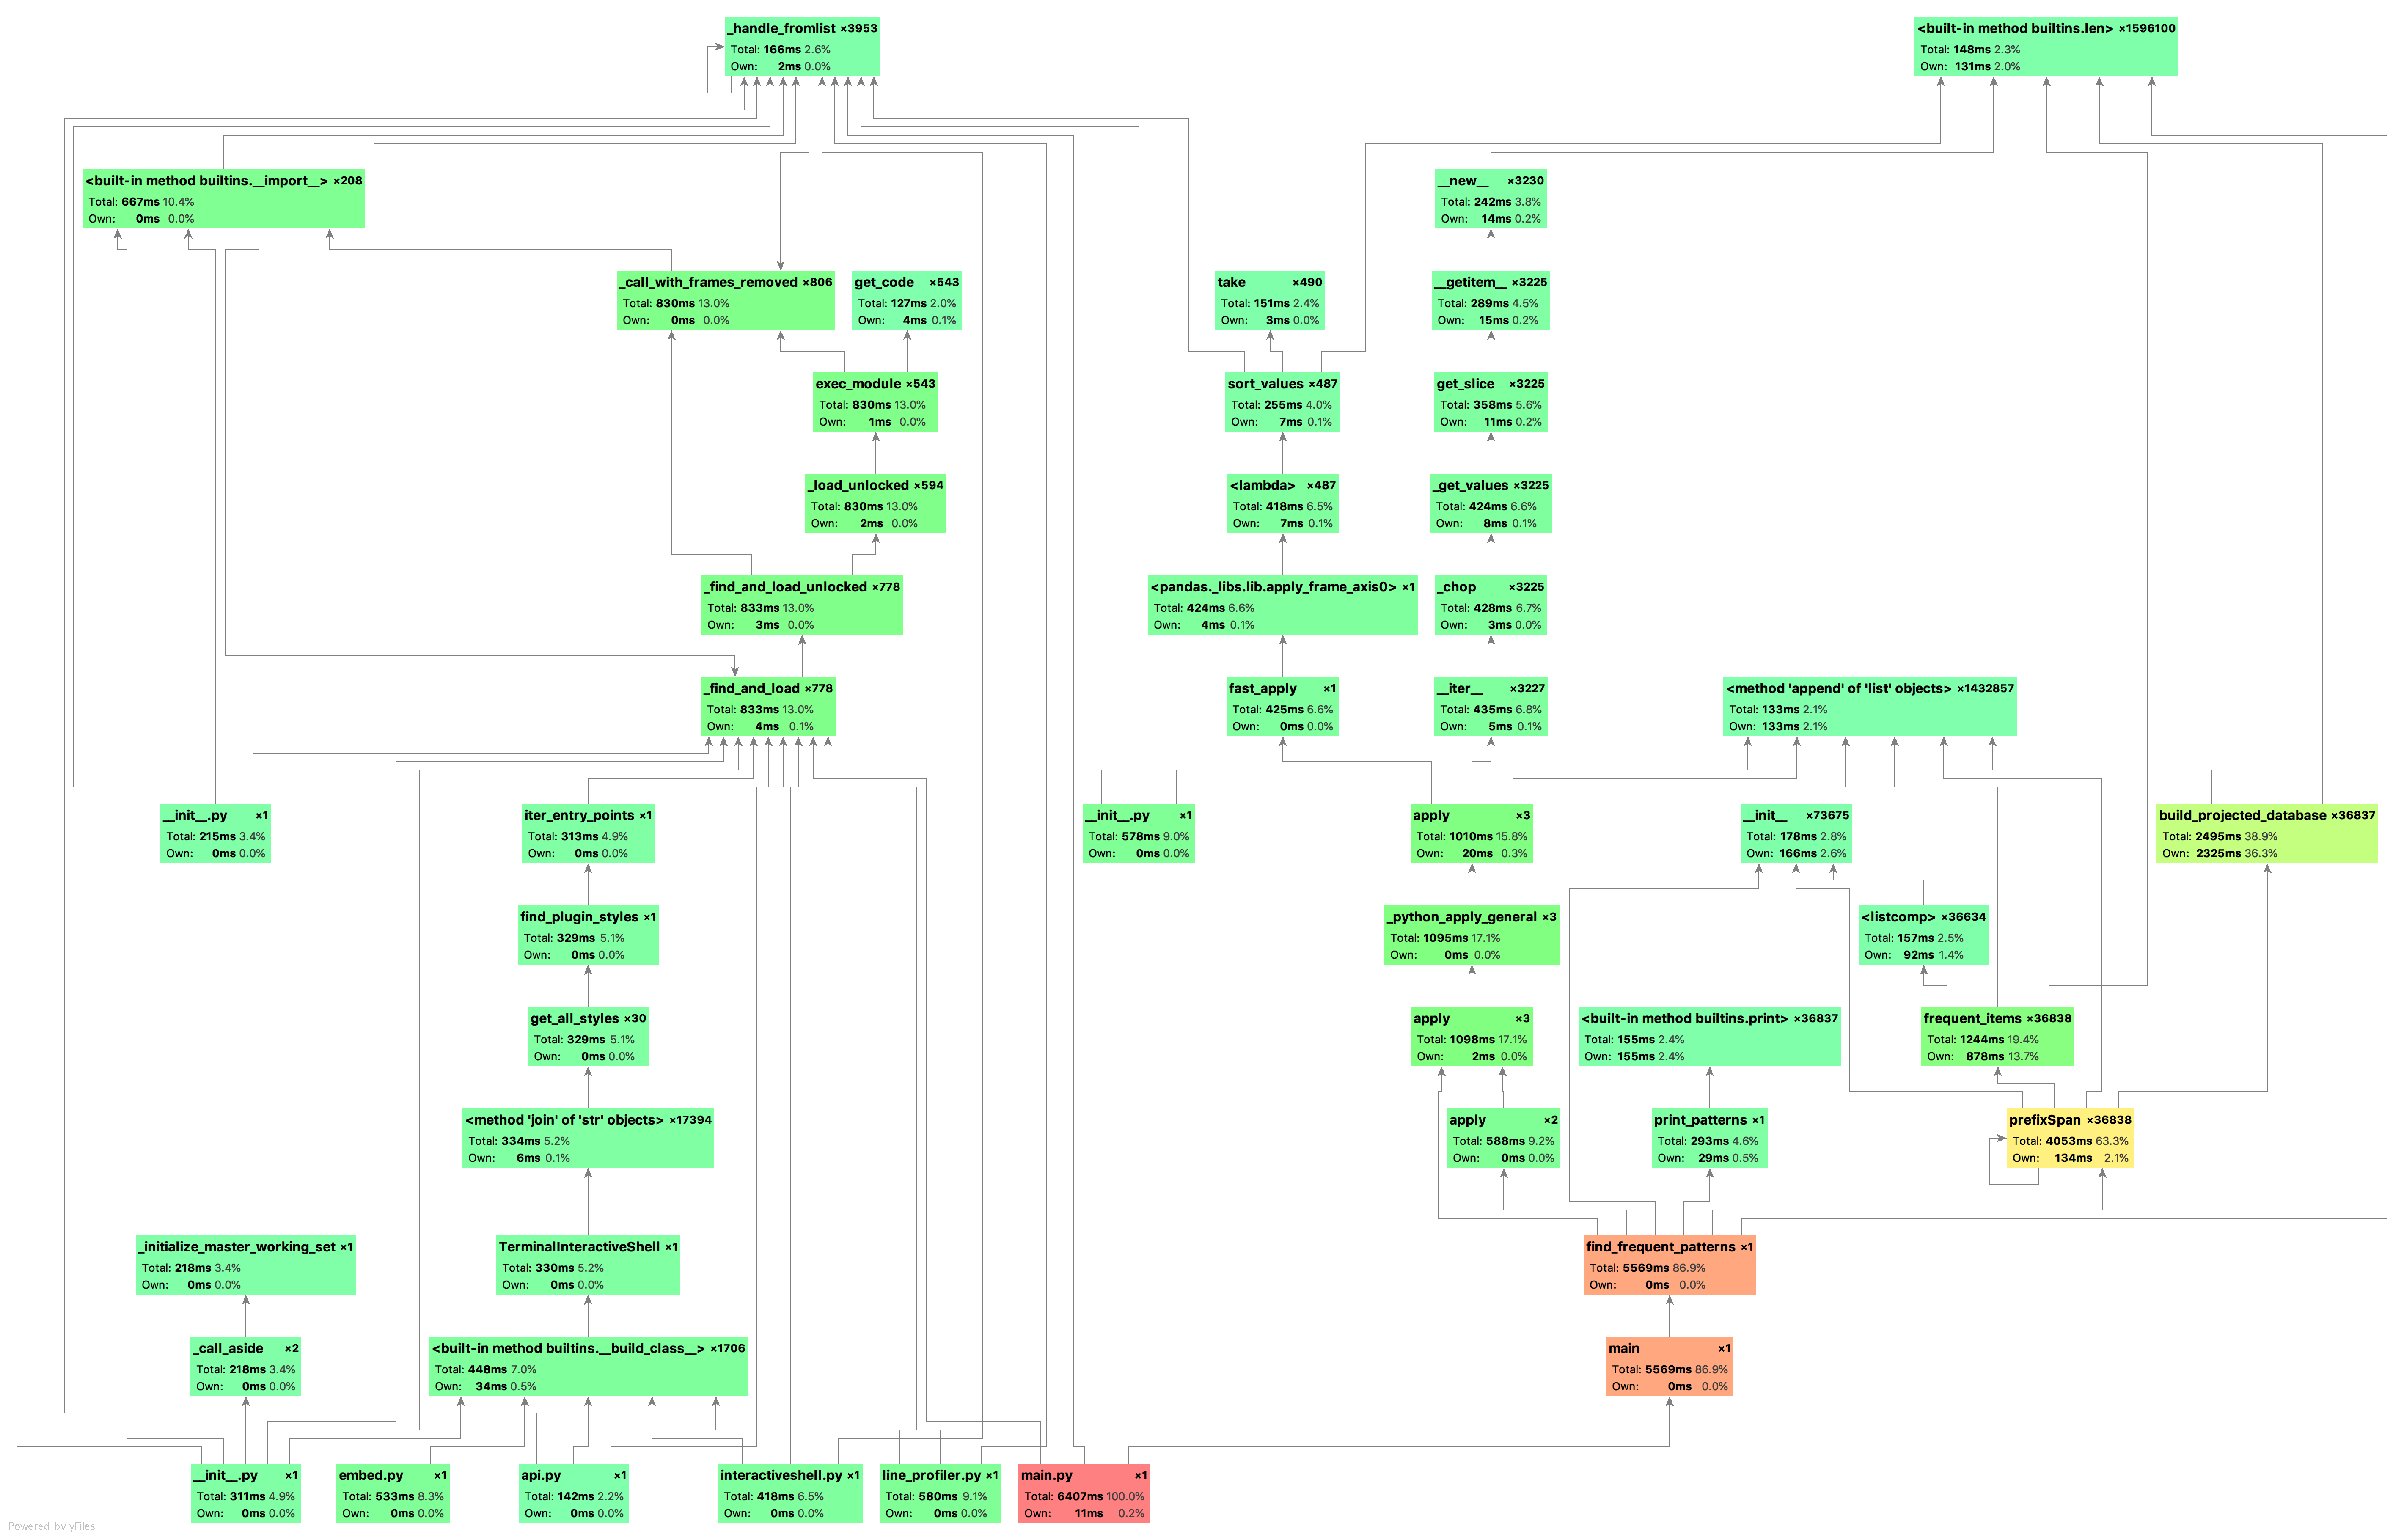 _handle_fromlist ×3953
Total: 166ms 2.6%
Own: 2ms 0.0%
<built-in method builtins.len> ×1596100
Total: 148ms 2.3%
Own: 131ms 2.0%
<built-in method builtins.__import__> ×208
Total: 667ms 10.4%
Own: 0ms 0.0%
__new__ ×3230
Total: 242ms 3.8%
Own: 14ms 0.2%
_call_with_frames_removed ×806
Total: 830ms 13.0%
Own: 0ms 0.0%
get_code ×543
Total: 127ms 2.0%
Own: 4ms 0.1%
take ×490
Total: 151ms 2.4%
Own: 3ms 0.0%
__getitem__ ×3225
Total: 289ms 4.5%
Own: 15ms 0.2%
exec_module ×543
Total: 830ms 13.0%
Own: 1ms 0.0%
sort_values ×487
Total: 255ms 4.0%
Own: 7ms 0.1%
get_slice ×3225
Total: 358ms 5.6%
Own: 11ms 0.2%
_load_unlocked ×594
Total: 830ms 13.0%
Own: 2ms 0.0%
<lambda> ×487
Total: 418ms 6.5%
Own: 7ms 0.1%
_get_values ×3225
Total: 424ms 6.6%
Own: 8ms 0.1%
_find_and_load_unlocked ×778
Total: 833ms 13.0%
Own: 3ms 0.0%
<pandas._libs.lib.apply_frame_axis0> ×1
Total: 424ms 6.6%
Own: 4ms 0.1%
_chop ×3225
Total: 428ms 6.7%
Own: 3ms 0.0%
_find_and_load ×778
Total: 833ms 13.0%
Own: 4ms 0.1%
fast_apply ×1
Total: 425ms 6.6%
Own: 0ms 0.0%
__iter__ ×3227
Total: 435ms 6.8%
Own: 5ms 0.1%
<method 'append' of 'list' objects> ×1432857
Total: 133ms 2.1%
Own: 133ms 2.1%
__init__.py ×1
Total: 215ms 3.4%
Own: 0ms 0.0%
iter_entry_points ×1
Total: 313ms 4.9%
Own: 0ms 0.0%
__init__.py ×1
Total: 578ms 9.0%
Own: 0ms 0.0%
apply ×3
Total: 1010ms 15.8%
Own: 20ms 0.3%
__init__ ×73675
Total: 178ms 2.8%
Own: 166ms 2.6%
build_projected_database ×36837
Total: 2495ms 38.9%
Own: 2325ms 36.3%
find_plugin_styles ×1
Total: 329ms 5.1%
Own: 0ms 0.0%
_python_apply_general ×3
Total: 1095ms 17.1%
Own: 0ms 0.0%
<listcomp> ×36634
Total: 157ms 2.5%
Own: 92ms 1.4%
get_all_styles ×30
Total: 329ms 5.1%
Own: 0ms 0.0%
apply ×3
Total: 1098ms 17.1%
Own: 2ms 0.0%
<built-in method builtins.print> ×36837
Total: 155ms 2.4%
Own: 155ms 2.4%
frequent_items ×36838
Total: 1244ms 19.4%
Own: 878ms 13.7%
<method 'join' of 'str' objects> ×17394
Total: 334ms 5.2%
Own: 6ms 0.1%
apply ×2
Total: 588ms 9.2%
Own: 0ms 0.0%
print_patterns ×1
Total: 293ms 4.6%
Own: 29ms 0.5%
prefixSpan ×36838
Total: 4053ms 63.3%
Own: 134ms 2.1%
_initialize_master_working_set ×1
Total: 218ms 3.4%
Own: 0ms 0.0%
TerminalInteractiveShell ×1
Total: 330ms 5.2%
Own: 0ms 0.0%
find_frequent_patterns ×1
Total: 5569ms 86.9%
Own: 0ms 0.0%
_call_aside ×2
Total: 218ms 3.4%
Own: 0ms 0.0%
<built-in method builtins.__build_class__> ×1706
Total: 448ms 7.0%
Own: 34ms 0.5%
main ×1
Total: 5569ms 86.9%
Own: 0ms 0.0%
__init__.py ×1
Total: 311ms 4.9%
Own: 0ms 0.0%
embed.py ×1
Total: 533ms 8.3%
Own: 0ms 0.0%
api.py ×1
Total: 142ms 2.2%
Own: 0ms 0.0%
interactiveshell.py ×1
Total: 418ms 6.5%
Own: 0ms 0.0%
line_profiler.py ×1
Total: 580ms 9.1%
Own: 0ms 0.0%
main.py ×1
Total: 6407ms 100.0%
Own: 11ms 0.2%
Powered by yFiles